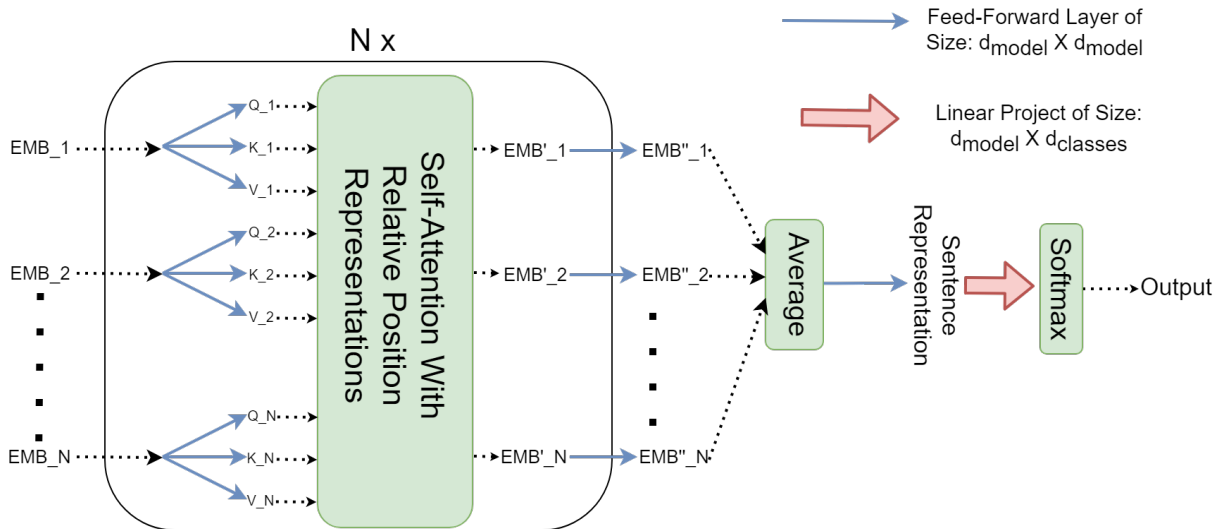 N x
Feed-Forward Layer of
Size: dmodel X dmodel
Linear Project of Size:
dmodel X dclasses
EMB_1
Q_1
K_1
V_1
EMB_2
Q_2
K_2
V_2
EMB_N
Q_N
K_N
V_N
Self-Attention With
Relative Position
Representations
EMB'_1
EMB''_1
EMB'_2
EMB''_2
EMB'_N
EMB''_N
Average
Sentence
Representation
Softmax
Output